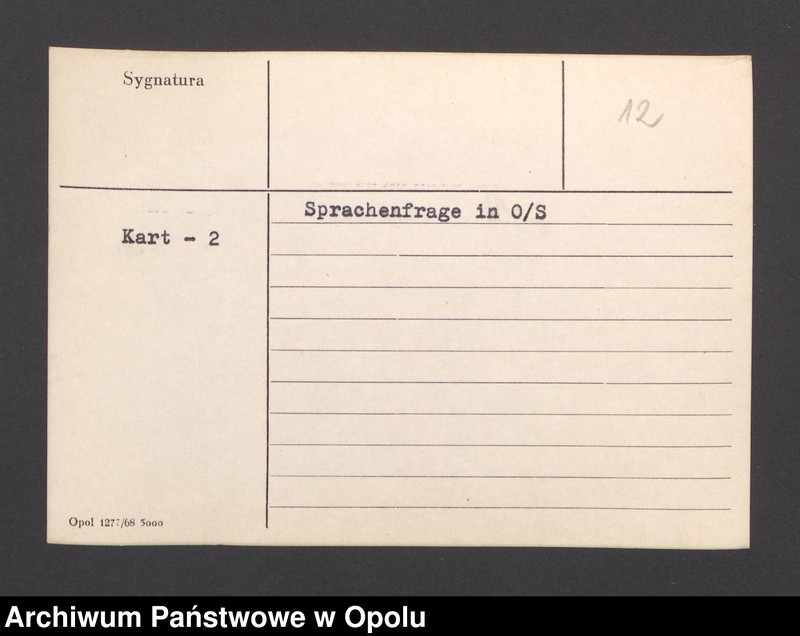 Sygnatura
12
Sprachenfrage in O/S
Kart - 2
Opol 1277/68 5000
Archiwum Państwowe w Opolu